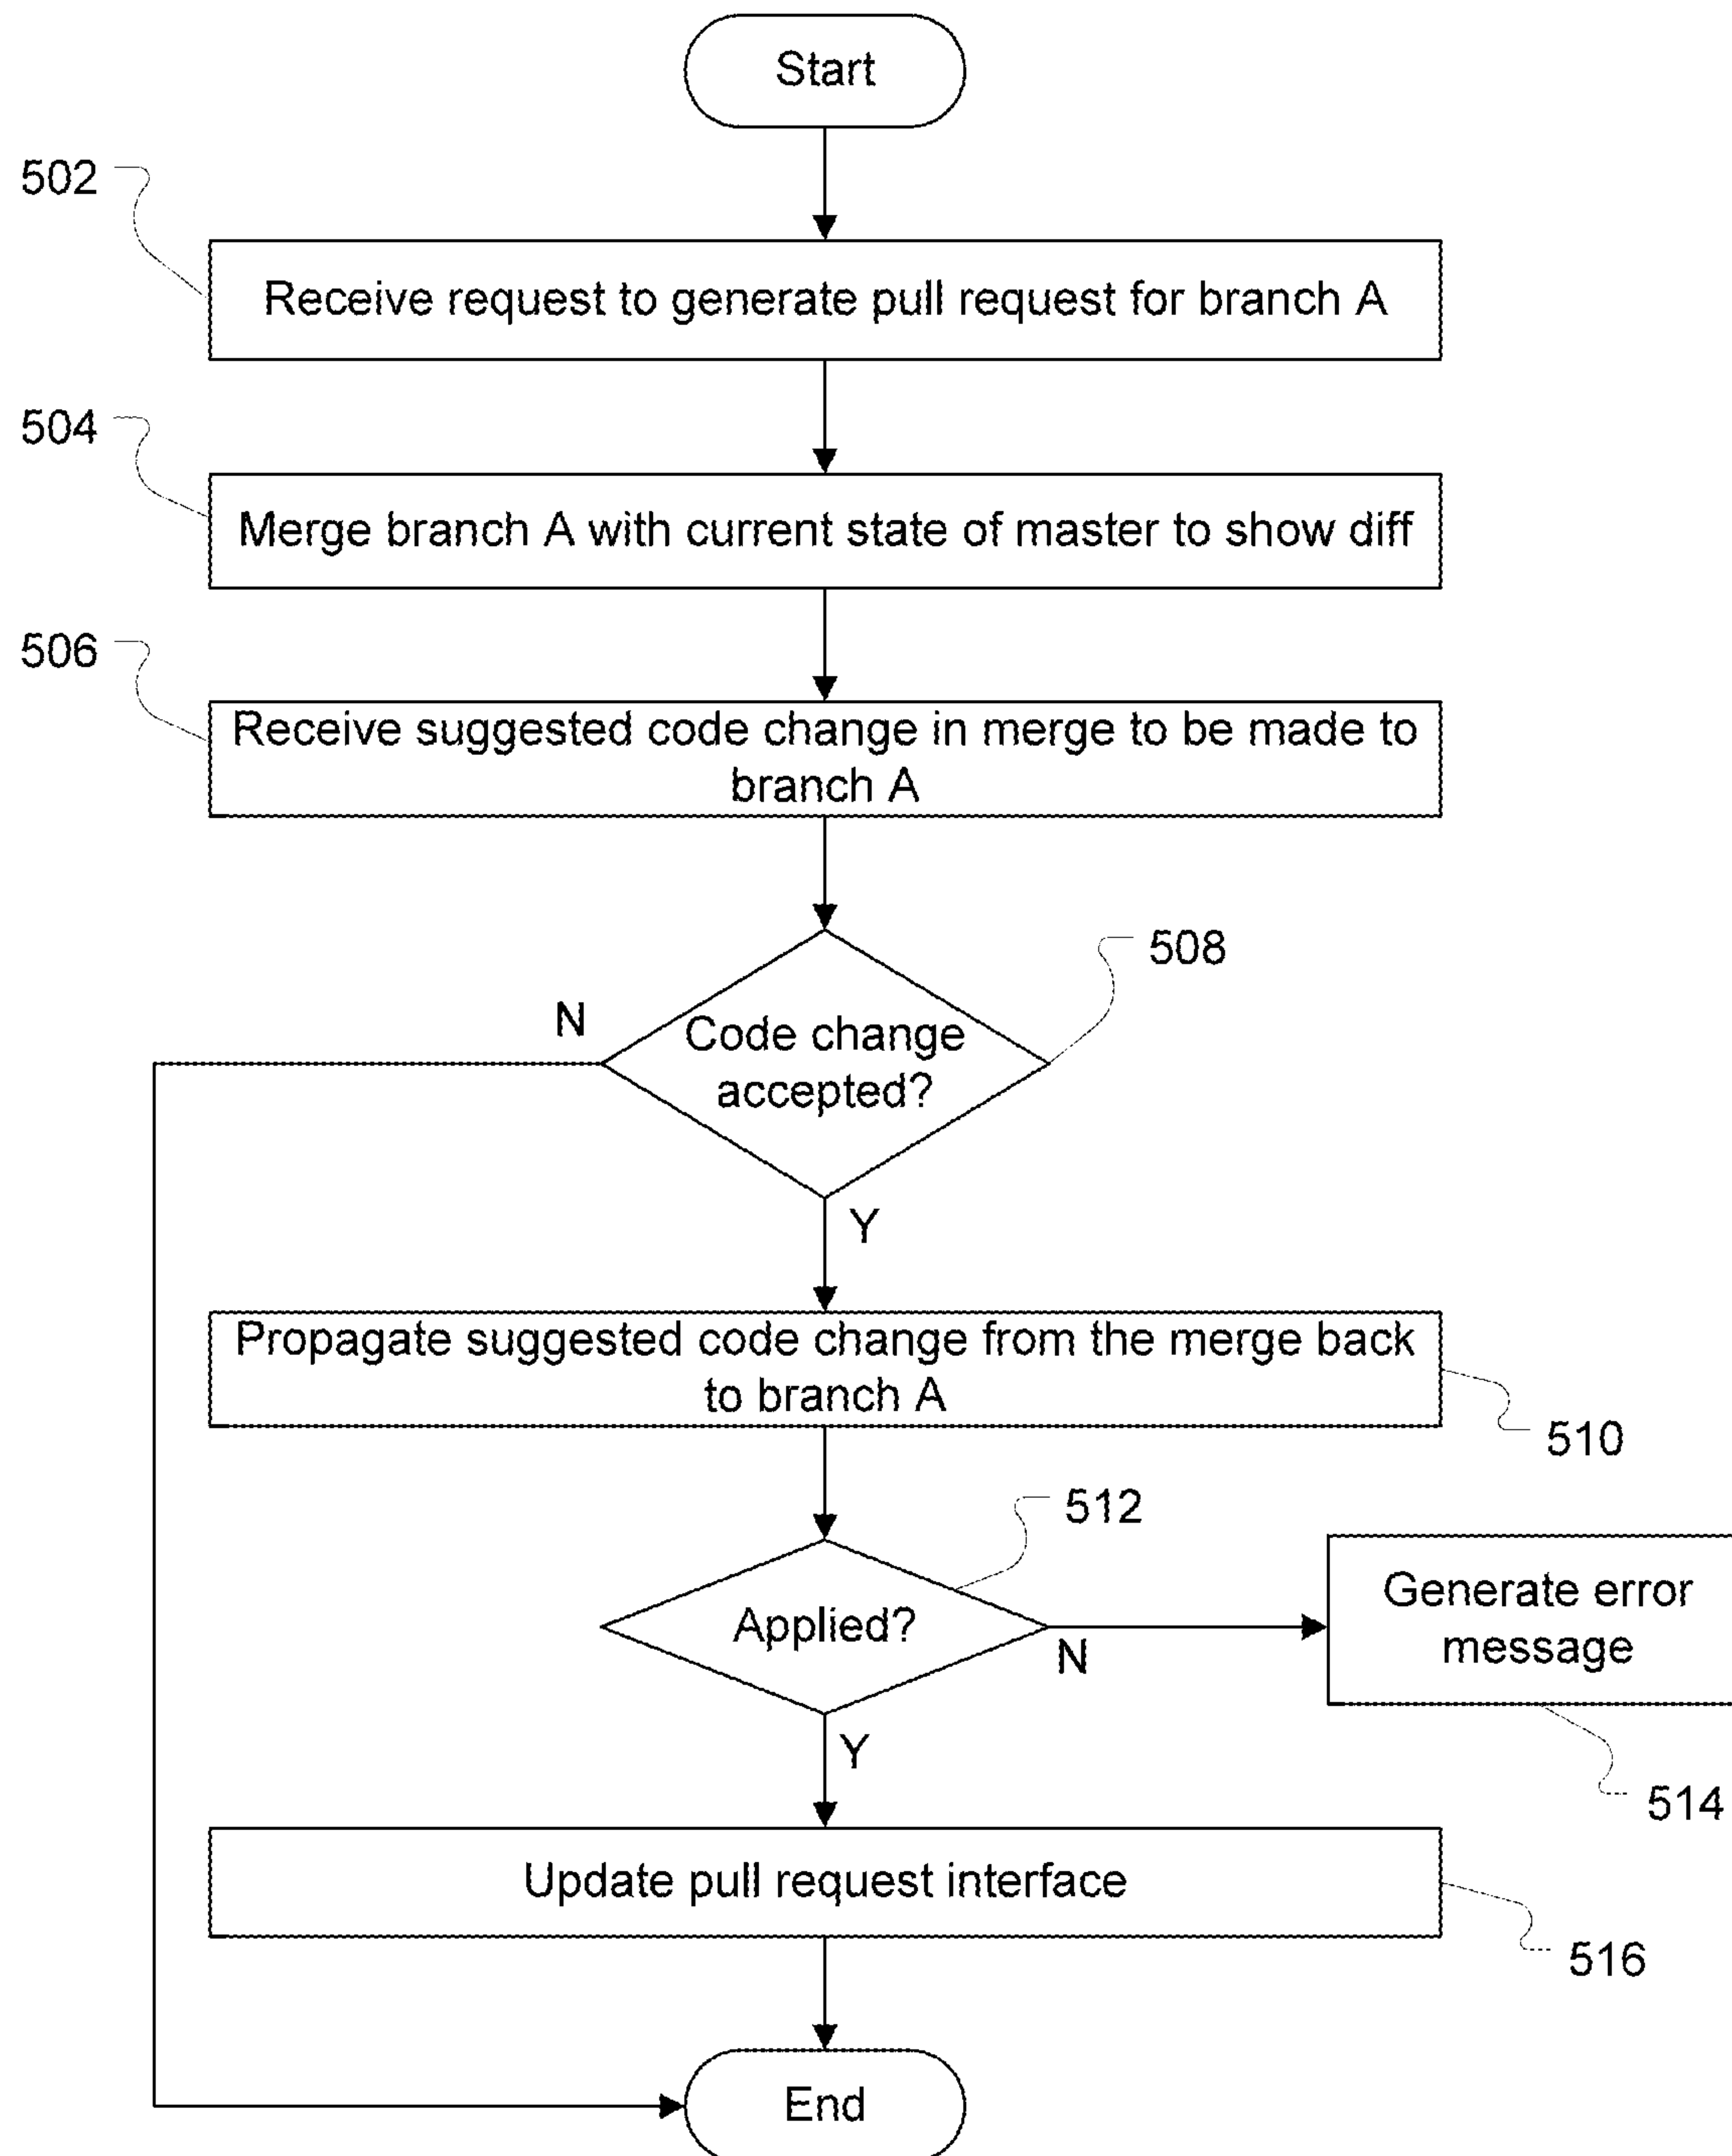 Start
502
Receive request to generate pull request for branch A
504
Merge branch A with current state of master to show diff
506
Receive suggested code change in merge to be made to
branch A
508
N
Code change
accepted?
Y
Propagate suggested code change from the merge back
to branch A
510
512
Applied?
N
Generate error
message
514
Y
Update pull request interface
516
End